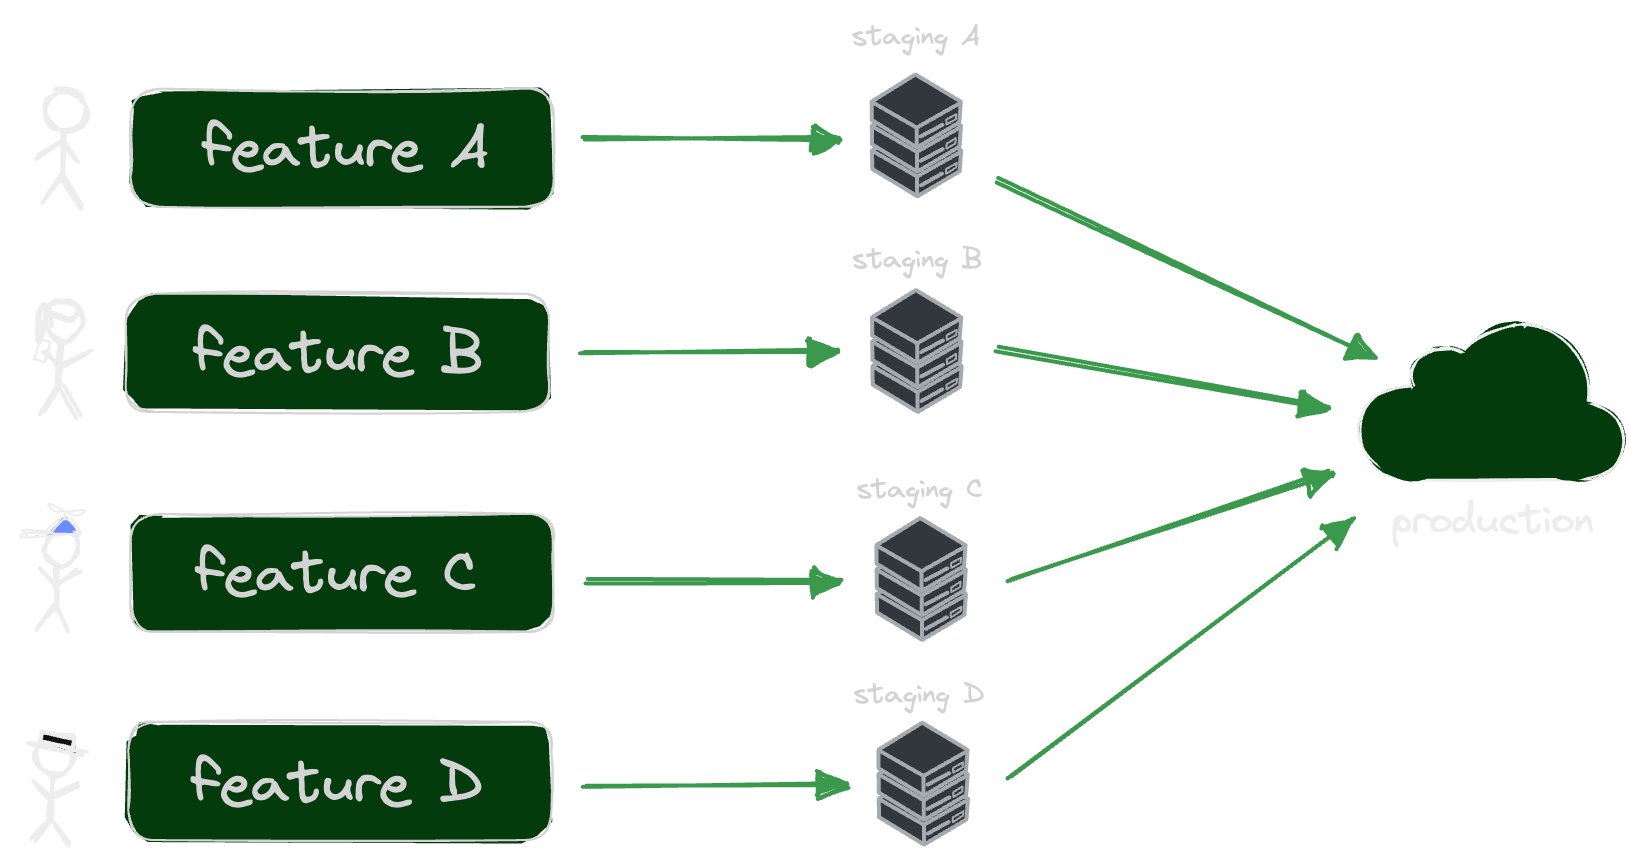 staging A
feature A
staging B
feature B
staging C
feature C
production
staging D
feature D